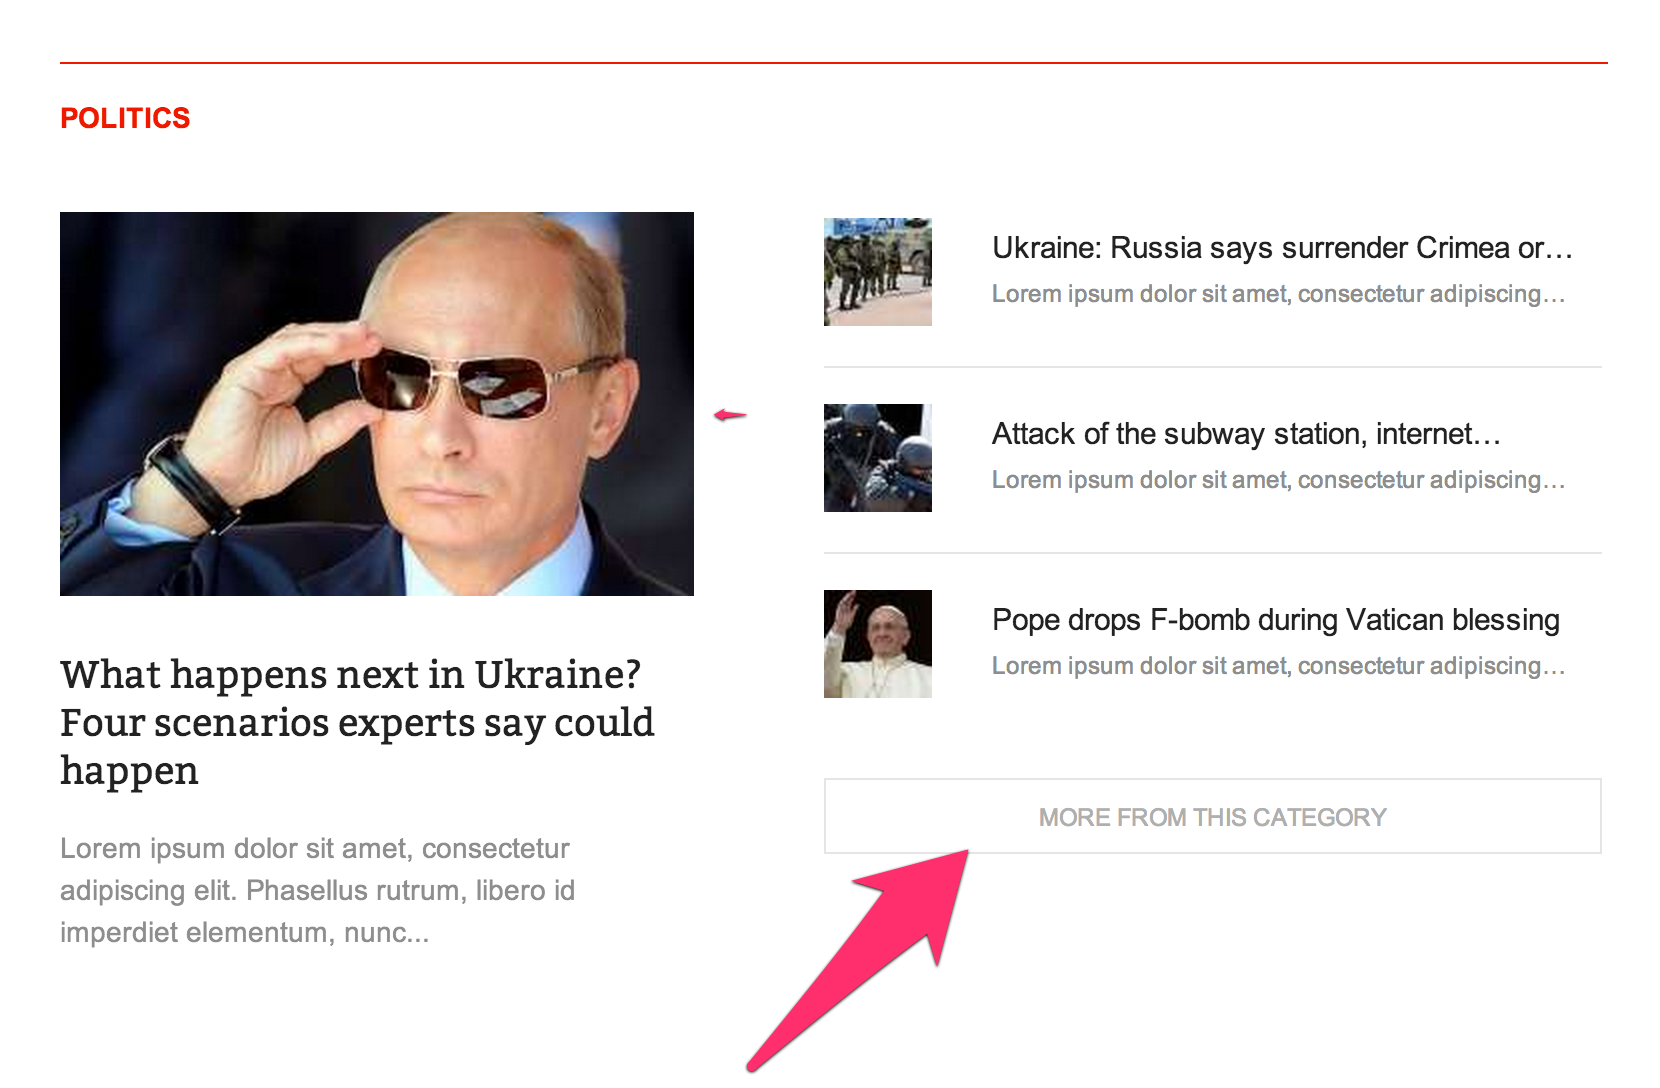 POLITICS
What happens next in Ukraine?
Four scenarios experts say could
happen
Lorem ipsum dolor sit amet, consectetur
adipiscing elit. Phasellus rutrum, libero id
imperdiet elementum, nunc...
Ukraine: Russia says surrender Crimea or…
Lorem ipsum dolor sit amet, consectetur adipiscing…
Attack of the subway station, internet…
Lorem ipsum dolor sit amet, consectetur adipiscing…
Pope drops F-bomb during Vatican blessing
Lorem ipsum dolor sit amet, consectetur adipiscing…
MORE FROM THIS CATEGORY